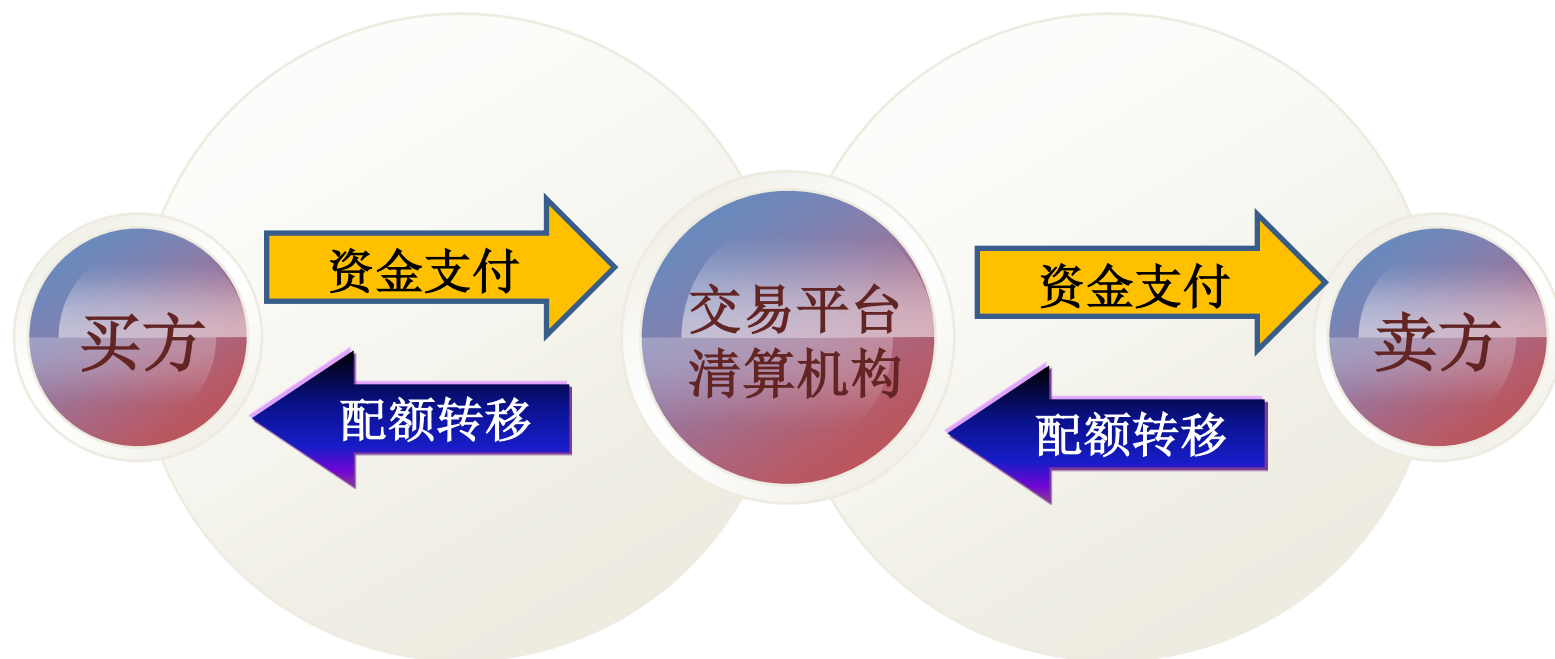 买方
资金支付
配额转移
交易平台
清算机构
资金支付
配额转移
卖方